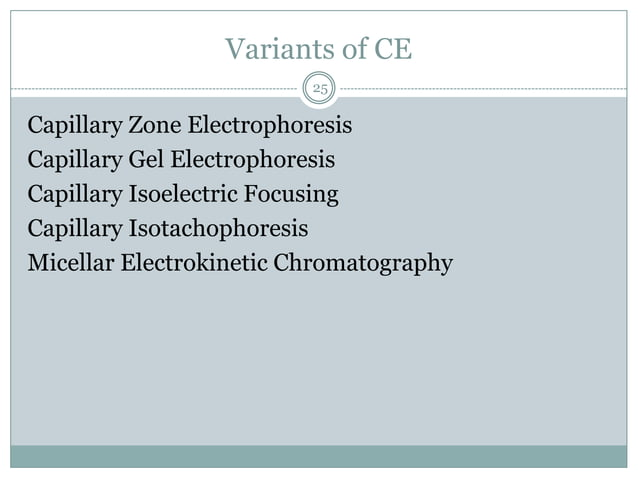 Variants of CE
25
Capillary Zone Electrophoresis
Capillary Gel Electrophoresis
Capillary Isoelectric Focusing
Capillary Isotachophoresis
Micellar Electrokinetic Chromatography